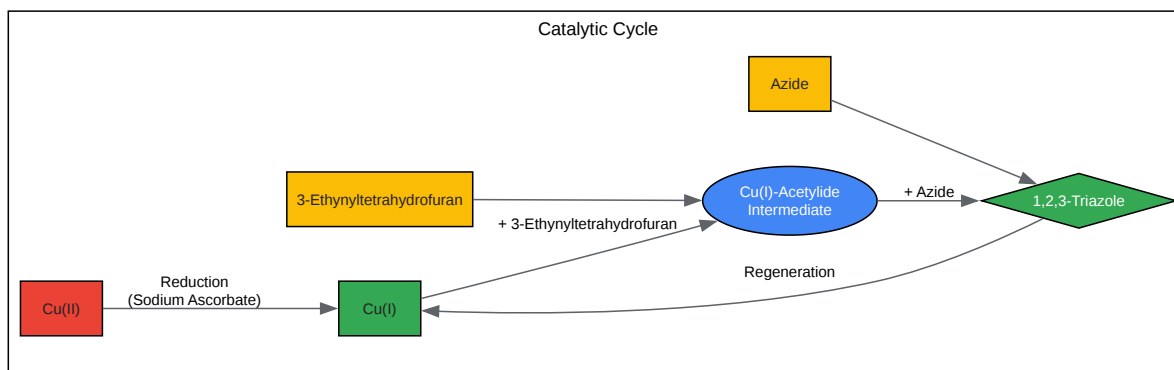 Catalytic Cycle
Azide
3-Ethynyltetrahydrofuran
Cu(I)-Acetylide
Intermediate
+ Azide
1,2,3-Triazole
+ 3-Ethynyltetrahydrofuran
Regeneration
Reduction
(Sodium Ascorbate)
Cu(II)
Cu(I)